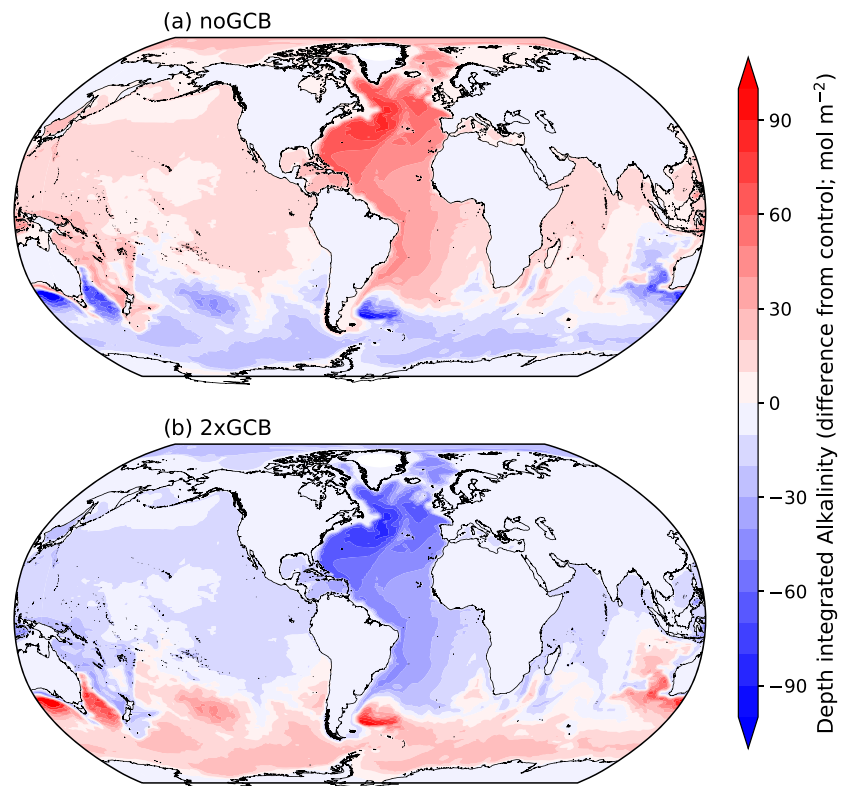 (a) noGCB
(b) 2xGCB
90
60
30
0
−30
−60
−90
Depth integrated Alkalinity (difference from control; mol m⁻²)